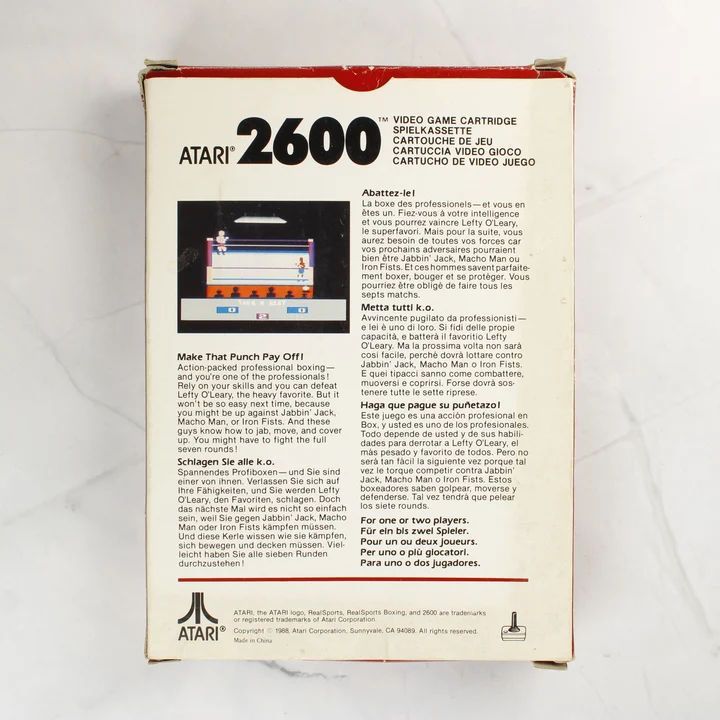 ATARI® 2600™
VIDEO GAME CARTRIDGE
SPIELKASSETTE
CARTOUCHE DE JEU
CARTUCCIA VIDEO GIOCO
CARTUCHO DE VIDEO JUEGO
TAKE A SEAT
0 0
2
Make That Punch Pay Off!
Action-packed professional boxing—
and you're one of the professionals!
Rely on your skills and you can defeat
Lefty O'Leary, the heavy favorite. But it
won't be so easy next time, because
you might be up against Jabbin' Jack,
Macho Man, or Iron Fists. And these
guys know how to jab, move, and cover
up. You might have to fight the full
seven rounds!
Schlagen Sie alle k.o.
Spannendes Profiboxen—und Sie sind
einer von ihnen. Verlassen Sie sich auf
Ihre Fähigkeiten, und Sie werden Lefty
O'Leary, den Favoriten, schlagen. Doch
das nächste Mal wird es nicht so einfach
sein, weil Sie gegen Jabbin' Jack, Macho
Man oder Iron Fists kämpfen müssen.
Und diese Kerle wissen wie sie kämpfen,
sich bewegen und decken müssen. Viel-
leicht haben Sie alle sieben Runden
durchzustehen!
Abattez-le!
La boxe des professionels—et vous en
êtes un. Fiez-vous à votre intelligence
et vous pourrez vaincre Lefty O'Leary,
le superfavori. Mais pour la suite, vous
aurez besoin de toutes vos forces car
vos prochains adversaires pourraient
bien être Jabbin' Jack, Macho Man ou
Iron Fists. Et ces hommes savent parfaite-
ment boxer, bouger et se protéger. Vous
pourriez être obligé de faire tous les
septs matchs.
Metta tutti k.o.
Avvincente pugilato da professionisti—
e lei è uno di loro. Si fidi delle propie
capacità, e batterà il favoritio Lefty
O'Leary. Ma la prossima volta non sarà
cosi facile, perchè dovrà lottare contro
Jabbin' Jack, Macho Man o Iron Fists.
E quei tipacci sanno come combattere,
muoversi e coprirsi. Forse dovrà sos-
tenere tutte le sette riprese.
Haga que pague su puñetazo!
Este juego es una acción profesional en
Box, y usted es uno de los profesionales.
Todo depende de usted y de sus habili-
dades para derrotar a Lefty O'Leary, el
más pesado y favorito de todos. Pero no
será tan fácil la siguiente vez porque tal
vez le torque competir contra Jabbin'
Jack, Macho Man o Iron Fists. Estos
boxeadores saben golpear, moverse y
defenderse. Tal vez tendrá que pelear
los siete rounds.
For one or two players.
Für ein bis zwei Spieler.
Pour un ou deux joueurs.
Per uno o più giocatori.
Para uno o dos jugadores.
ATARI®
ATARI, the ATARI logo, RealSports, RealSports Boxing, and 2600 are trademarks
or registered trademarks of Atari Corporation.
Copyright © 1988, Atari Corporation, Sunnyvale, CA 94089. All rights reserved.
Made in China